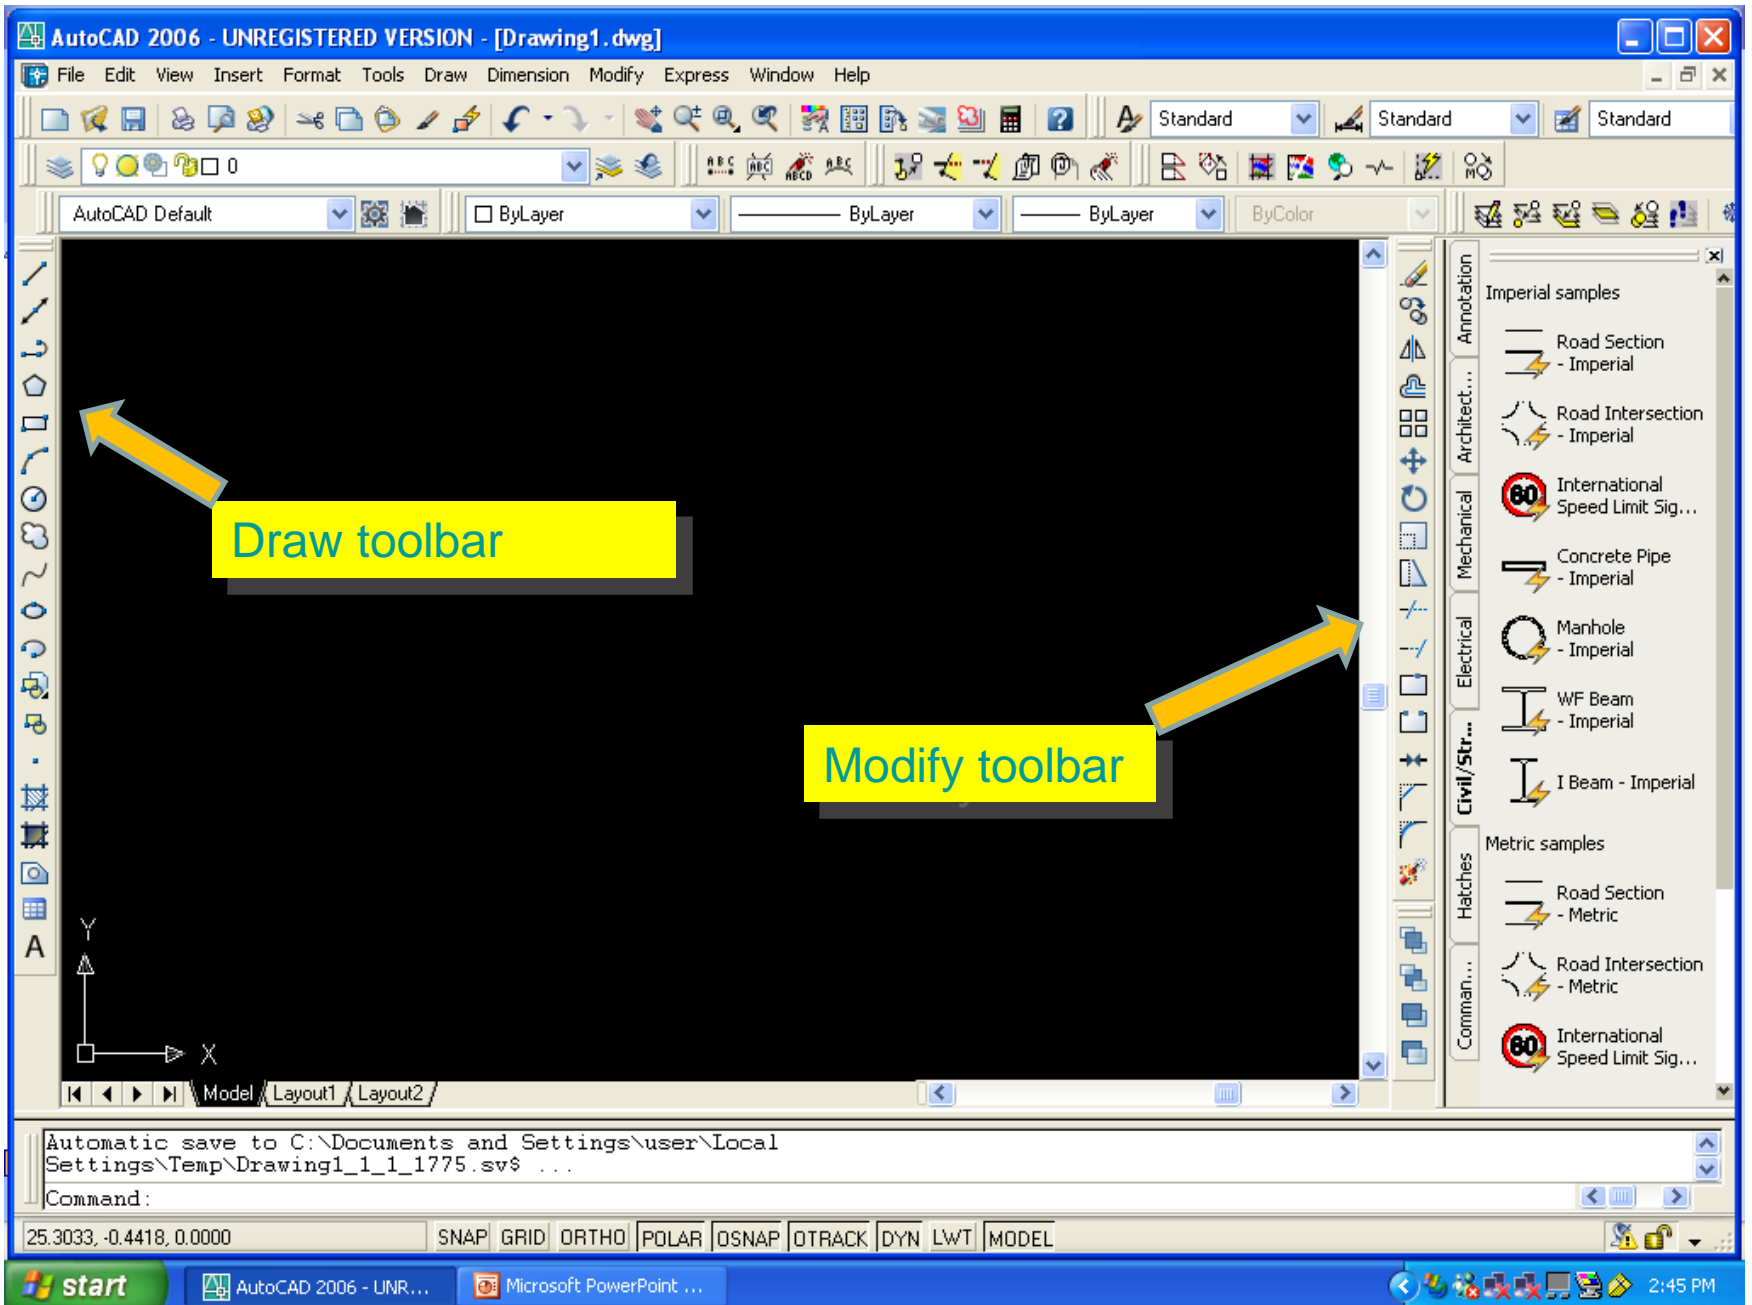 AutoCAD 2006 - UNREGISTERED VERSION - [Drawing1.dwg]
File Edit View Insert Format Tools Draw Dimension Modify Express Window Help
Standard Standard Standard
0
AutoCAD Default ByLayer ByLayer ByLayer ByColor
Draw toolbar
Modify toolbar
Y
X
A
Annotation
Architect...
Mechanical
Electrical
Civil/Str...
Hatches
Comman...
Imperial samples
Road Section
- Imperial
Road Intersection
- Imperial
60
International
Speed Limit Sig...
Concrete Pipe
- Imperial
Manhole
- Imperial
WF Beam
- Imperial
I Beam - Imperial
Metric samples
Road Section
- Metric
Road Intersection
- Metric
60
International
Speed Limit Sig...
Model Layout1 Layout2
Automatic save to C:\Documents and Settings\user\Local
Settings\Temp\Drawing1_1_1_1775.sv$ ...
Command:
25.3033, -0.4418, 0.0000 SNAP GRID ORTHO POLAR OSNAP OTRACK DYN LWT MODEL
start AutoCAD 2006 - UNR... Microsoft PowerPoint ... 2:45 PM